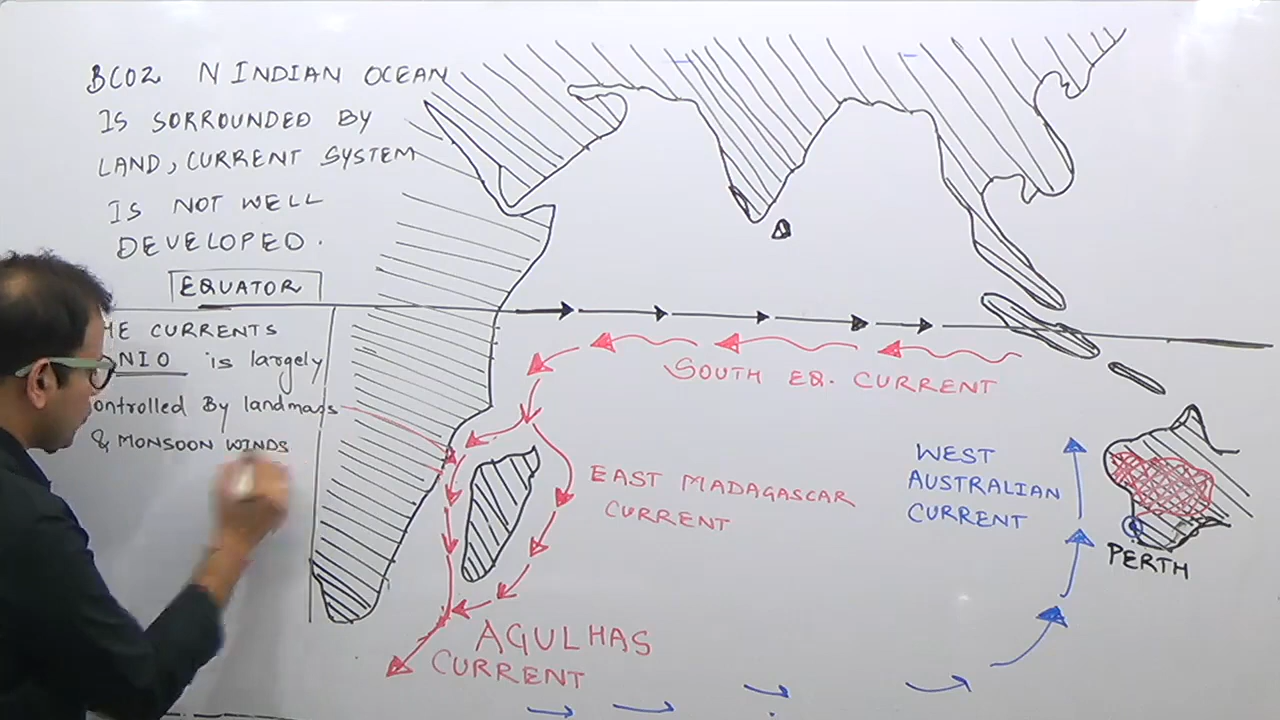 BCOZ N INDIAN OCEAN
IS SORROUNDED BY
LAND, CURRENT SYSTEM
IS NOT WELL
DEVELOPED.
EQUATOR
CURRENTS
NIO is largely
By landmass
& MONSOON WINDS
SOUTH EQ. CURRENT
EAST MADAGASCAR
CURRENT
WEST
AUSTRALIAN
CURRENT
PERTH
AGULHAS
CURRENT